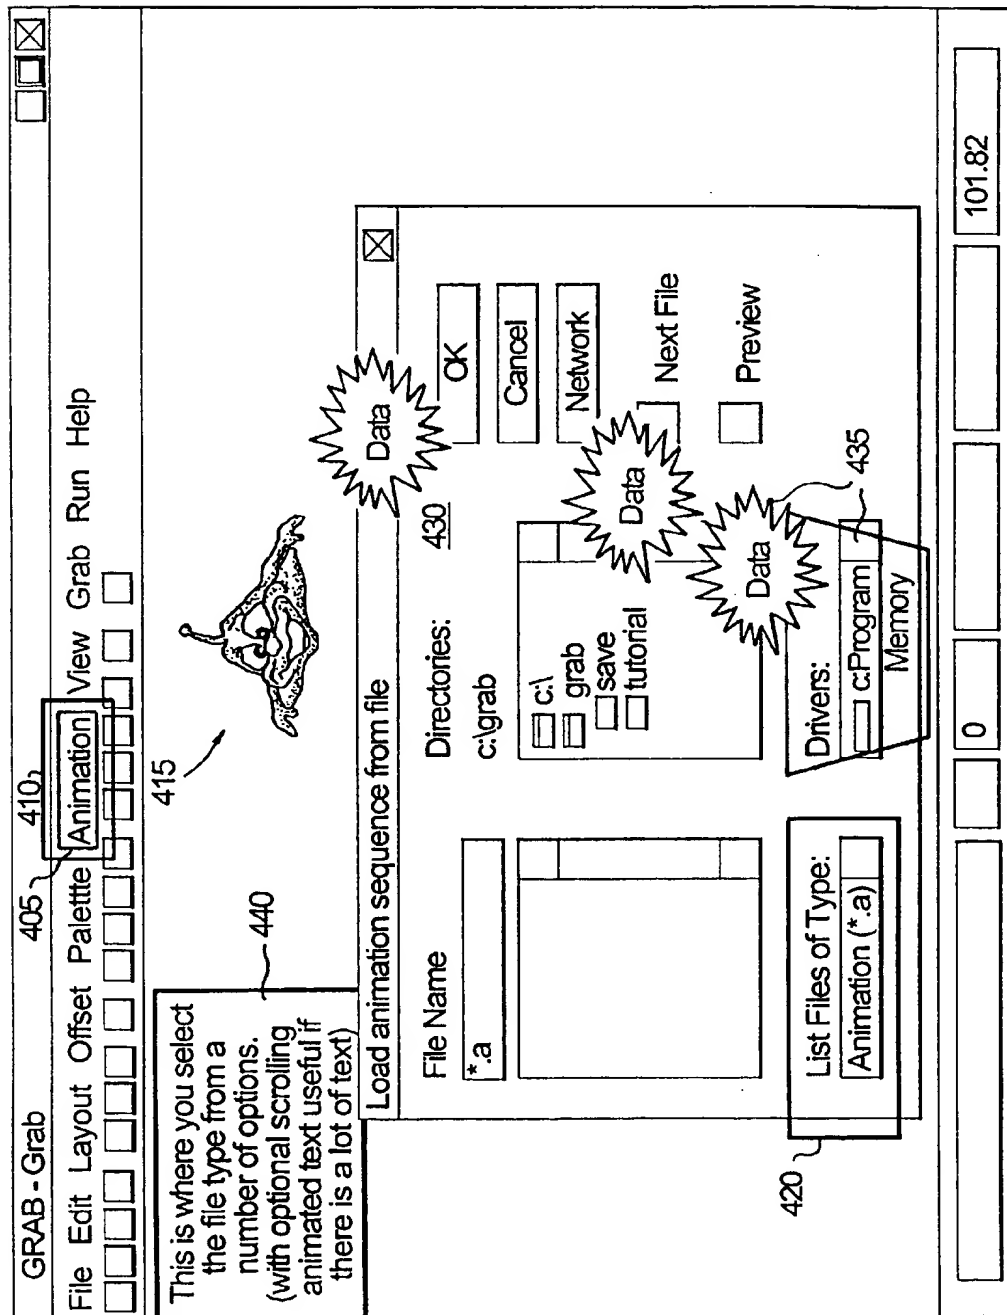 GRAB - Grab
405
410
File Edit Layout Offset Palettte Animation View Grab Run Help
This is where you select
the file type from a
number of options.
(with optional scrolling
animated text useful if
there is a lot of text)
440
415
Load animation sequence from file
Data
File Name
*.a
Directories:
c:\grab
430
OK
Cancel
Network
Next File
Preview
c:\
grab
save
tutorial
Data
Data
435
List Files of Type:
Animation (*.a)
Drivers:
c:Program
Memory
420
0
101.82